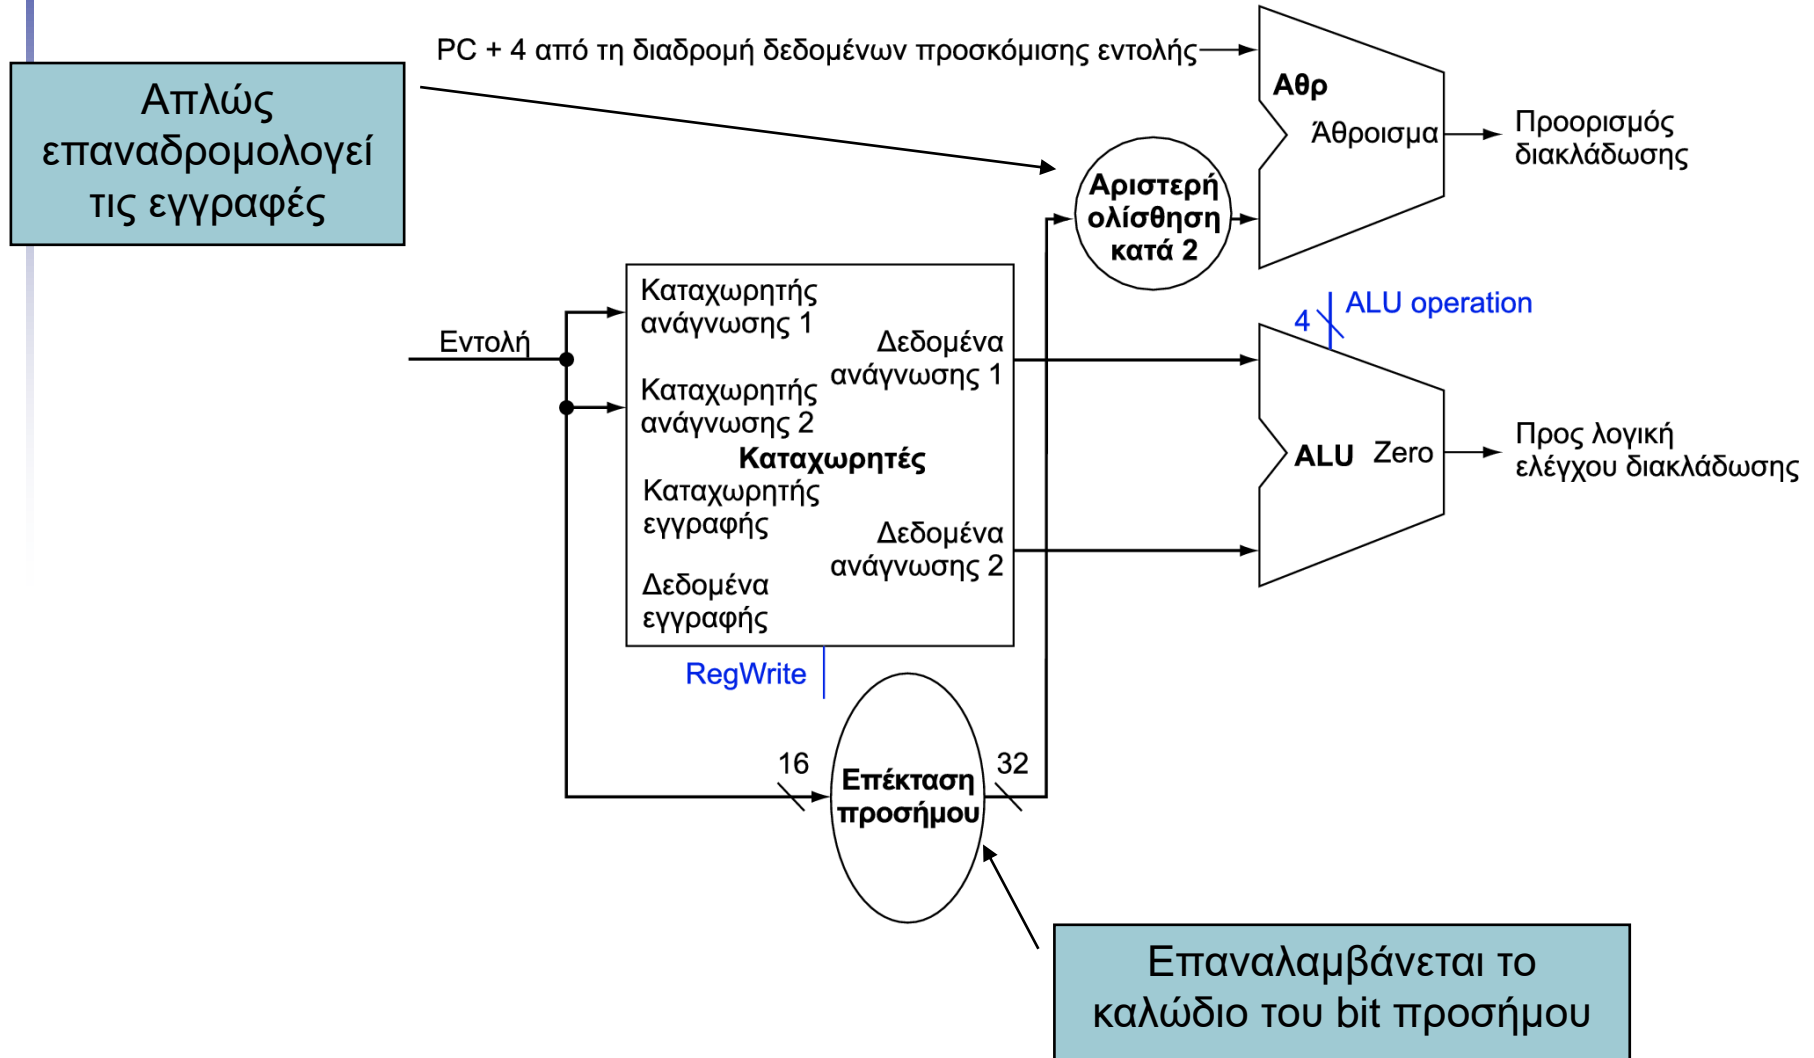 PC + 4 από τη διαδρομή δεδομένων προσκόμισης εντολής
Απλώς
επαναδρομολογεί
τις εγγραφές
Αθρ
Άθροισμα
Προορισμός
διακλάδωσης
Αριστερή
ολίσθηση
κατά 2
Εντολή
Καταχωρητής
ανάγνωσης 1
Δεδομένα
ανάγνωσης 1
Καταχωρητής
ανάγνωσης 2
Καταχωρητές
Καταχωρητής
εγγραφής
Δεδομένα
ανάγνωσης 2
Δεδομένα
εγγραφής
RegWrite
4
ALU operation
ALU
Zero
Προς λογική
ελέγχου διακλάδωσης
16
Επέκταση
προσήμου
32
Επαναλαμβάνεται το
καλώδιο του bit προσήμου